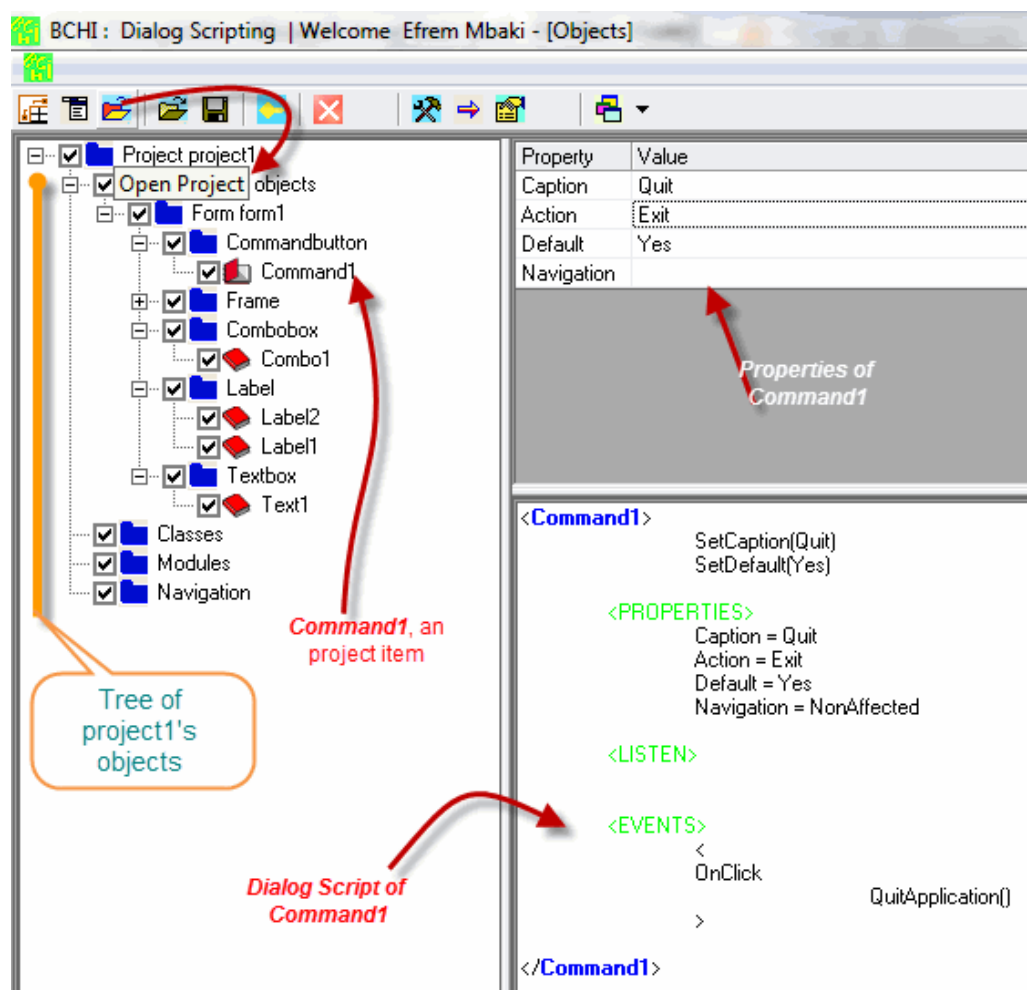 BCHI : Dialog Scripting | Welcome Efrem Mbaki - [Objects]
Project project1
Open Project objects
Form form1
Commandbutton
Command1
Frame
Combobox
Combo1
Label
Label2
Label1
Textbox
Text1
Classes
Modules
Navigation
Command1, an
project item
Tree of
project1's
objects
Dialog Script of
Command1
Property Value
Caption Quit
Action Exit
Default Yes
Navigation
Properties of
Command1
<Command1>
SetCaption(Quit)
SetDefault(Yes)
<PROPERTIES>
Caption = Quit
Action = Exit
Default = Yes
Navigation = NonAffected
<LISTEN>
<EVENTS>
<
OnClick
QuitApplication()
>
</Command1>